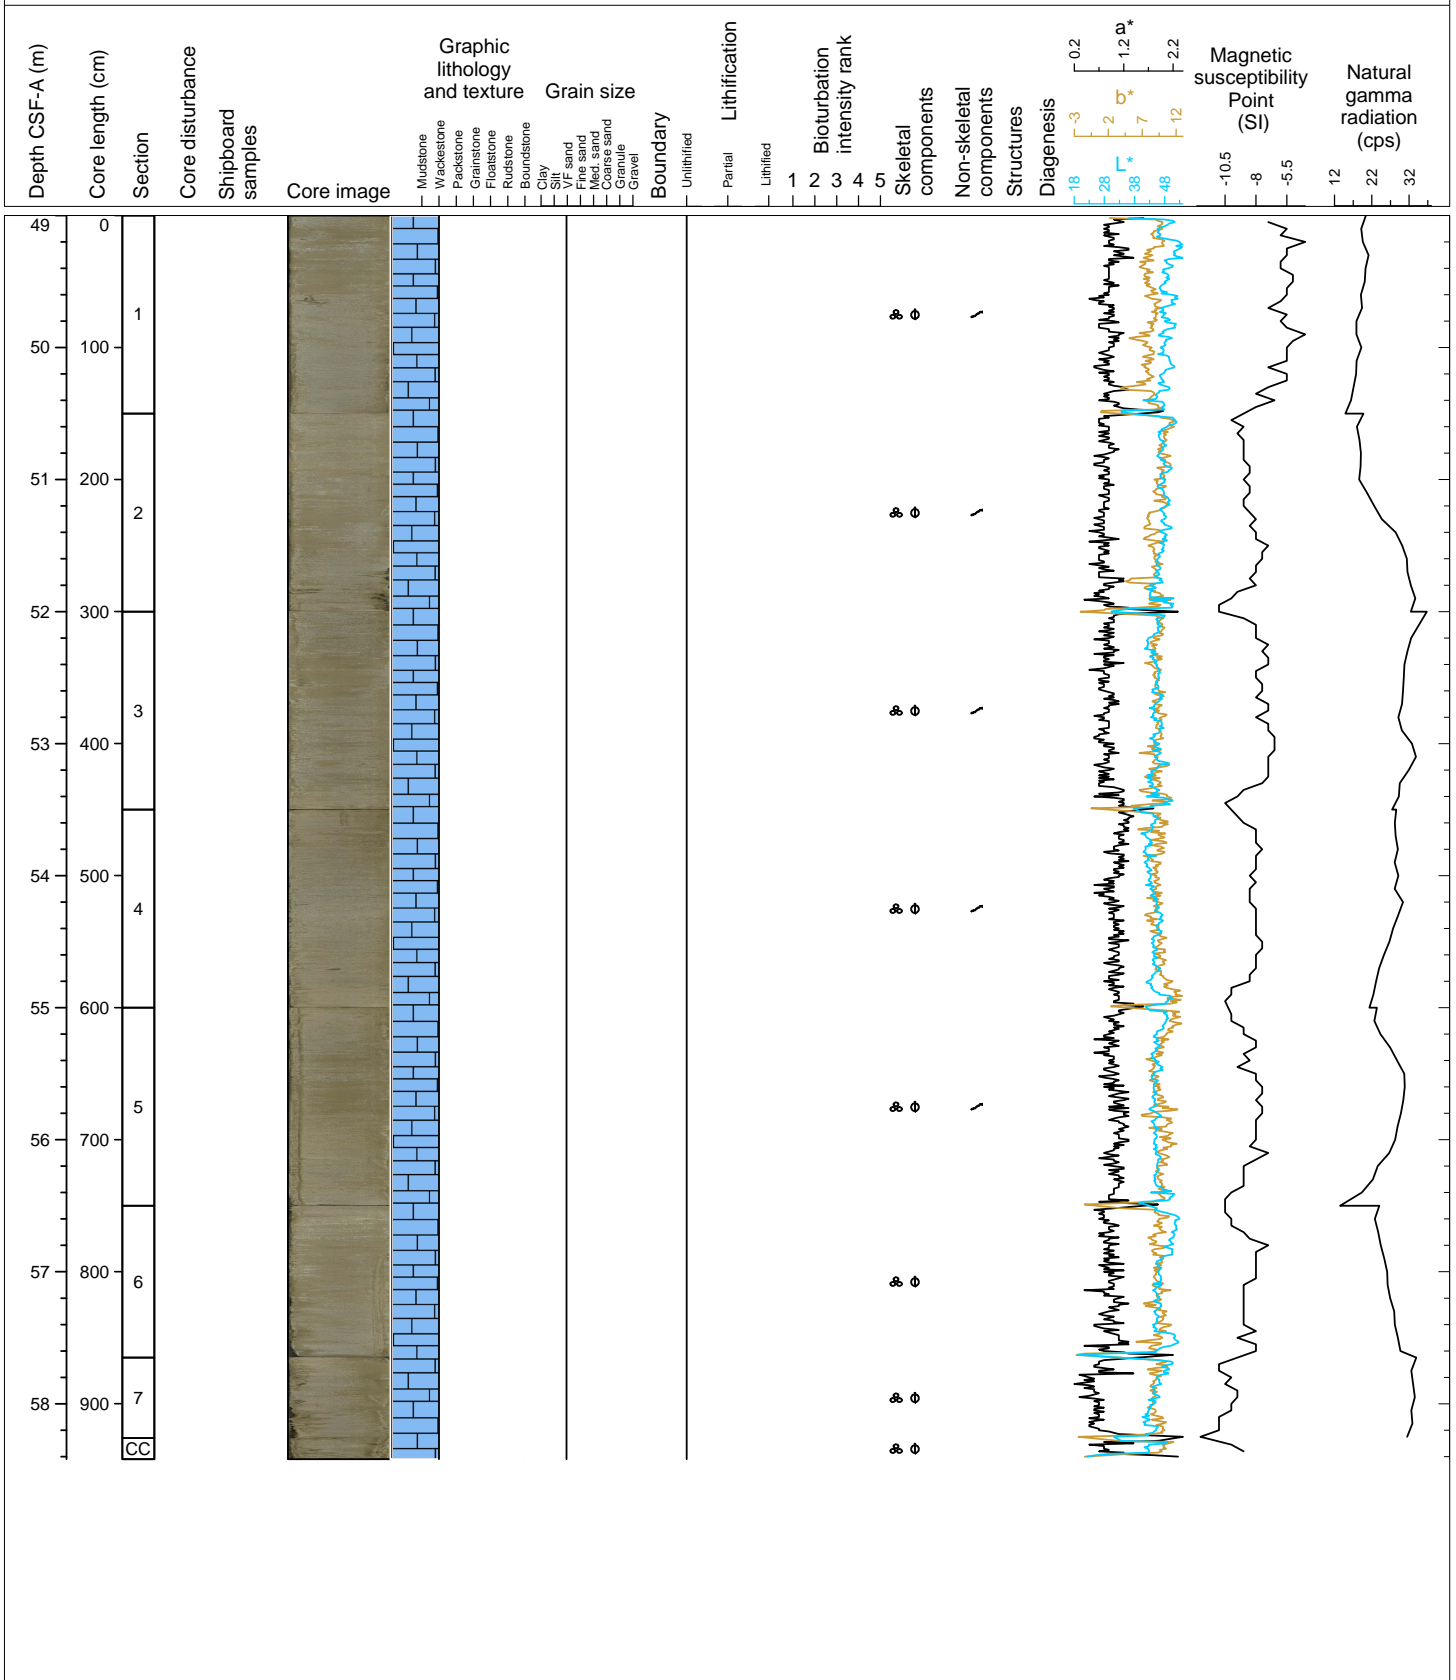 Depth CSF-A (m)
Core length (cm)
Section
Core disturbance
Shipboard
samples
Core image
Graphic
lithology
and texture
Mudstone
Wackestone
Packstone
Grainstone
Floatstone
Rudstone
Boundstone
Grain size
Clay
Silt
VF sand
Fine sand
Med. sand
Coarse sand
Granule
Gravel
Boundary
Lithification
Unlithified
Partial
Lithified
Bioturbation
intensity rank
1 2 3 4 5
Skeletal
components
Non-skeletal
components
Structures
Diagenesis
a*
0.2 1.2 2.2
b*
-3 2 7 12
L*
18 28 38 48
Magnetic
susceptibility
Point
(SI)
-10.5 -8 -5.5
Natural
gamma
radiation
(cps)
12 22 32
49 0
1
50 100
51 200
2
52 300
3
53 400
54 500
4
55 600
5
56 700
57 800
6
7
58 900
CC